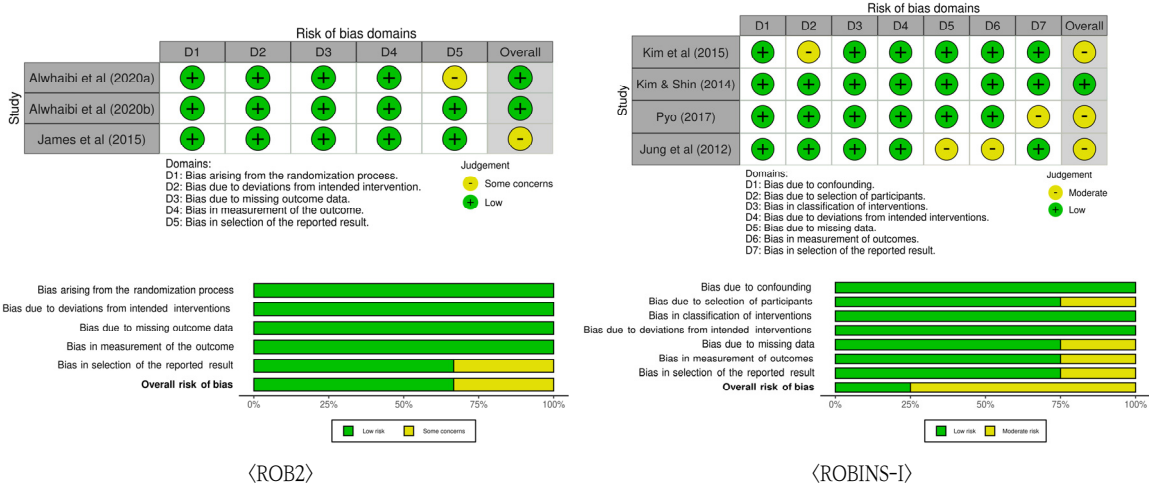 Risk of bias domains
D1 D2 D3 D4 D5 Overall
Study
Alwhaibi et al (2020a) + + + + - +
Alwhaibi et al (2020b) + + + + + +
James et al (2015) + + + + + -
Domains:
D1: Bias arising from the randomization process.
D2: Bias due to deviations from intended intervention.
D3: Bias due to missing outcome data.
D4: Bias in measurement of the outcome.
D5: Bias in selection of the reported result.
Judgement
- Some concerns
+ Low
Bias arising from the randomization process
Bias due to deviations from intended interventions
Bias due to missing outcome data
Bias in measurement of the outcome
Bias in selection of the reported result
Overall risk of bias
0% 25% 50% 75% 100%
Low risk Some concerns
〈ROB2〉
Risk of bias domains
D1 D2 D3 D4 D5 D6 D7 Overall
Study
Kim et al (2015) + - + + + + + -
Kim & Shin (2014) + + + + + + + +
Pyo (2017) + + + + + + - -
Jung et al (2012) + + + + - - + -
Domains:
D1: Bias due to confounding.
D2: Bias due to selection of participants.
D3: Bias in classification of interventions.
D4: Bias due to deviations from intended interventions.
D5: Bias due to missing data.
D6: Bias in measurement of outcomes.
D7: Bias in selection of the reported result.
Judgement
- Moderate
+ Low
Bias due to confounding
Bias due to selection of participants
Bias in classification of interventions
Bias due to deviations from intended interventions
Bias due to missing data
Bias in measurement of outcomes
Bias in selection of the reported result
Overall risk of bias
0% 25% 50% 75% 100%
Low risk Moderate risk
〈ROBINS-I〉